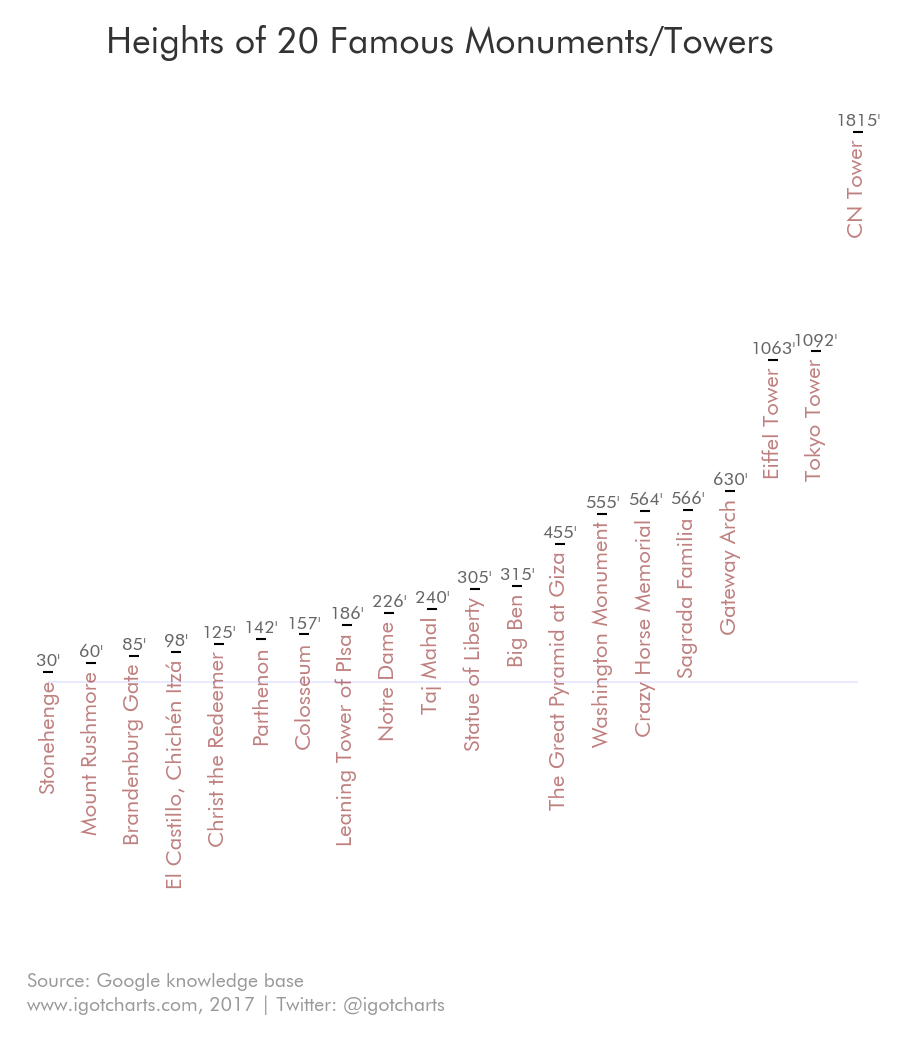 Heights of 20 Famous Monuments/Towers
1815'
CN Tower
1063'
1092'
Eiffel Tower
Tokyo Tower
630'
Gateway Arch
555'
564'
566'
Washington Monument
Crazy Horse Memorial
Sagrada Familia
455'
The Great Pyramid at Giza
305'
315'
Statue of Liberty
Big Ben
226'
240'
Notre Dame
Taj Mahal
186'
Leaning Tower of PIsa
157'
Colosseum
142'
Parthenon
125'
Christ the Redeemer
98'
El Castillo, Chichén Itzá
85'
Brandenburg Gate
60'
Mount Rushmore
30'
Stonehenge
Source: Google knowledge base
www.igotcharts.com, 2017 | Twitter: @igotcharts